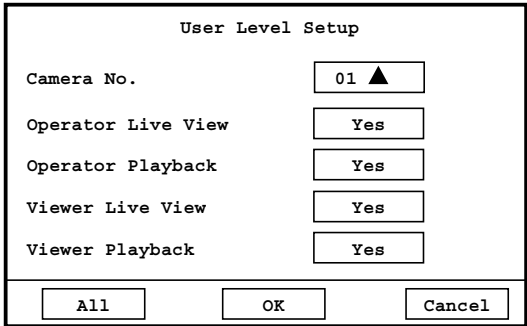 User Level Setup
Camera No. 01 ▲
Operator Live View Yes
Operator Playback Yes
Viewer Live View Yes
Viewer Playback Yes
All OK Cancel